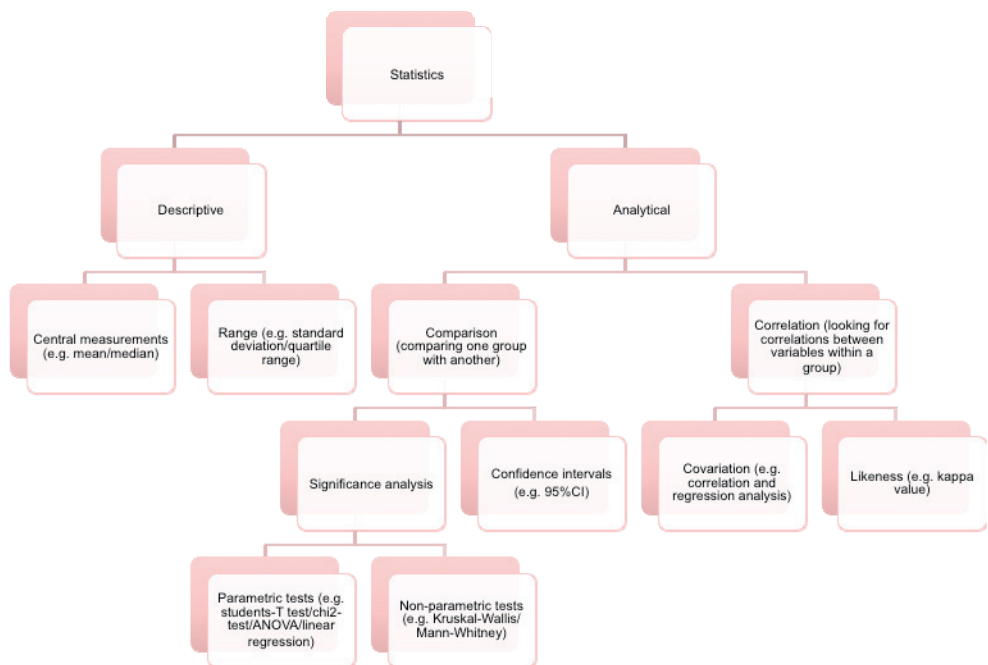 Statistics
Descriptive
Analytical
Central measurements
(e.g. mean/median)
Range (e.g. standard
deviation/quartile
range)
Comparison
(comparing one group
with another)
Correlation (looking for
correlations between
variables within a
group)
Significance analysis
Confidence intervals
(e.g. 95%CI)
Covariation (e.g.
correlation and
regression analysis)
Likeness (e.g. kappa
value)
Parametric tests (e.g.
students-T test/chi2-
test/ANOVA/linear
regression)
Non-parametric tests
(e.g. Kruskal-Wallis/
Mann-Whitney)